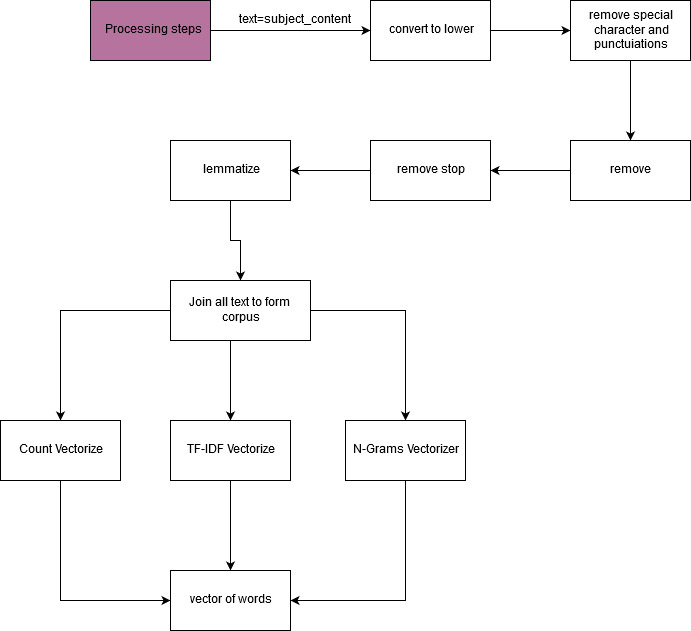 Processing steps
text=subject_content
convert to lower
remove special
character and
punctuiations
lemmatize
remove stop
remove
Join all text to form
corpus
Count Vectorize
TF-IDF Vectorize
N-Grams Vectorizer
vector of words